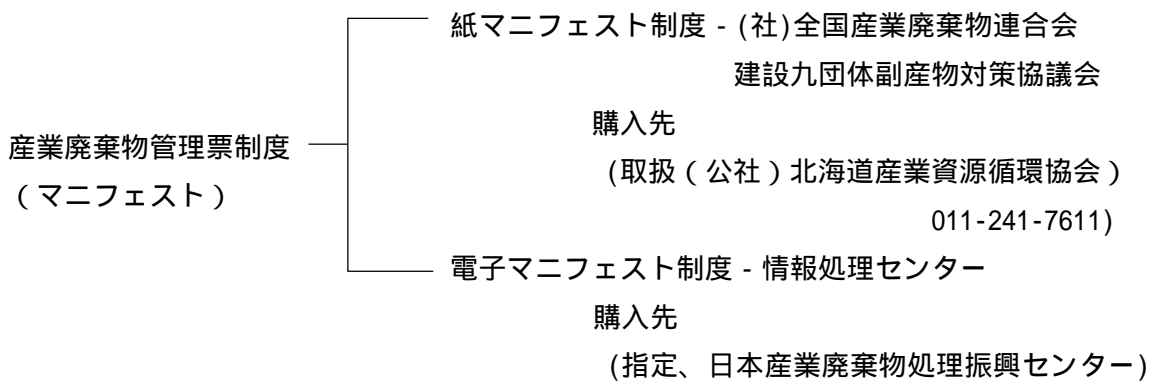 紙マニフェスト制度 - (社)全国産業廃棄物連合会
建設九団体副産物対策協議会
購入先
(取扱(公社)北海道産業資源循環協会)
011-241-7611)
産業廃棄物管理票制度
(マニフェスト)
電子マニフェスト制度 - 情報処理センター
購入先
(指定、日本産業廃棄物処理振興センター)